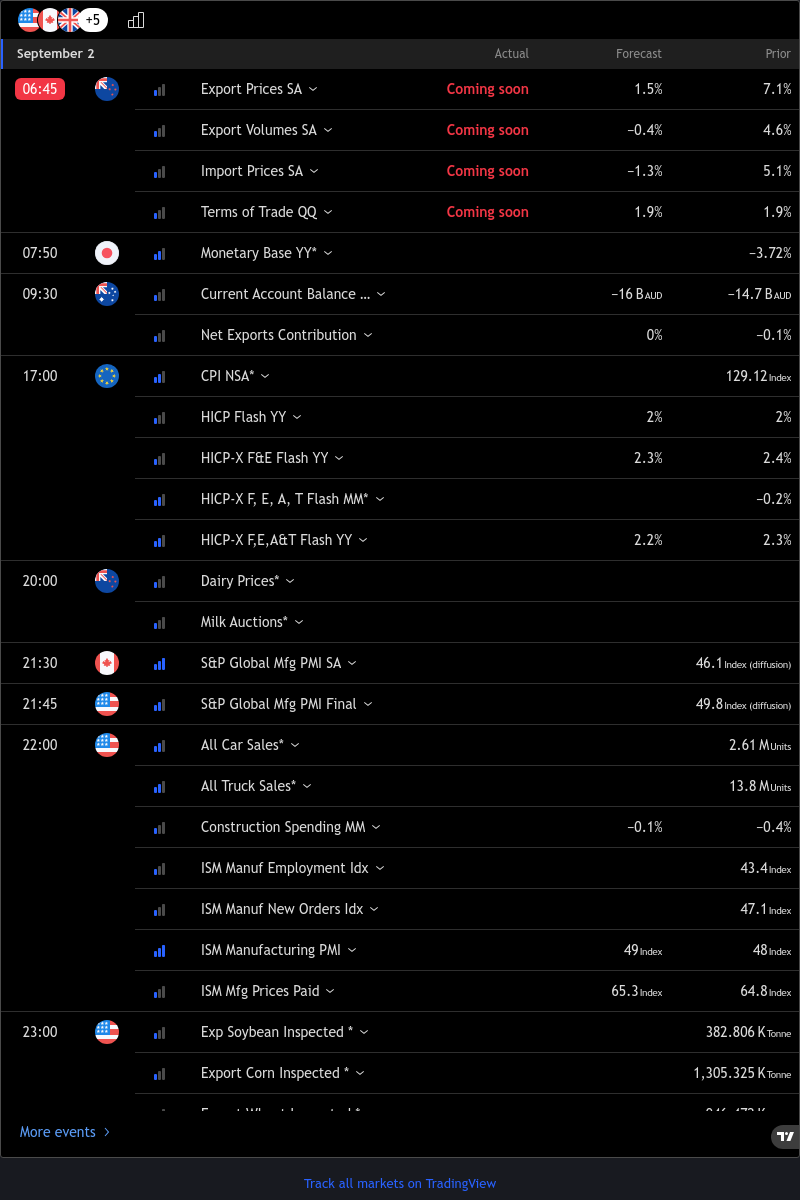 +5
September 2 Actual Forecast Prior
06:45 Export Prices SA Coming soon 1.5% 7.1%
Export Volumes SA Coming soon −0.4% 4.6%
Import Prices SA Coming soon −1.3% 5.1%
Terms of Trade QQ Coming soon 1.9% 1.9%
07:50 Monetary Base YY* −3.72%
09:30 Current Account Balance ... −16 B AUD −14.7 B AUD
Net Exports Contribution 0% −0.1%
17:00 CPI NSA* 129.12 Index
HICP Flash YY 2% 2%
HICP-X F&E Flash YY 2.3% 2.4%
HICP-X F, E, A, T Flash MM* −0.2%
HICP-X F,E,A&T Flash YY 2.2% 2.3%
20:00 Dairy Prices*
Milk Auctions*
21:30 S&P Global Mfg PMI SA 46.1 Index (diffusion)
21:45 S&P Global Mfg PMI Final 49.8 Index (diffusion)
22:00 All Car Sales* 2.61 M Units
All Truck Sales* 13.8 M Units
Construction Spending MM −0.1% −0.4%
ISM Manuf Employment Idx 43.4 Index
ISM Manuf New Orders Idx 47.1 Index
ISM Manufacturing PMI 49 Index 48 Index
ISM Mfg Prices Paid 65.3 Index 64.8 Index
23:00 Exp Soybean Inspected * 382.806 K Tonne
Export Corn Inspected * 1,305.325 K Tonne
More events
Track all markets on TradingView